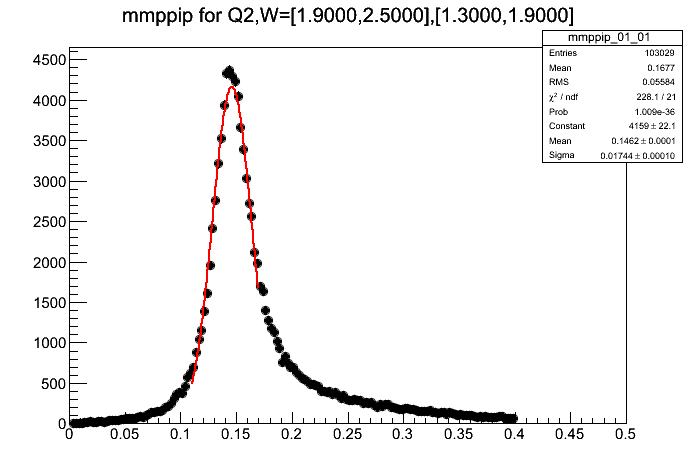 mmppip for Q2,W=[1.9000,2.5000],[1.3000,1.9000]
mmppip_01_01
Entries 103029
Mean 0.1677
RMS 0.05584
χ² / ndf 228.1 / 21
Prob 1.009e-36
Constant 4159 ± 22.1
Mean 0.1462 ± 0.0001
Sigma 0.01744 ± 0.00010
4500
4000
3500
3000
2500
2000
1500
1000
500
0
0 0.05 0.1 0.15 0.2 0.25 0.3 0.35 0.4 0.45 0.5